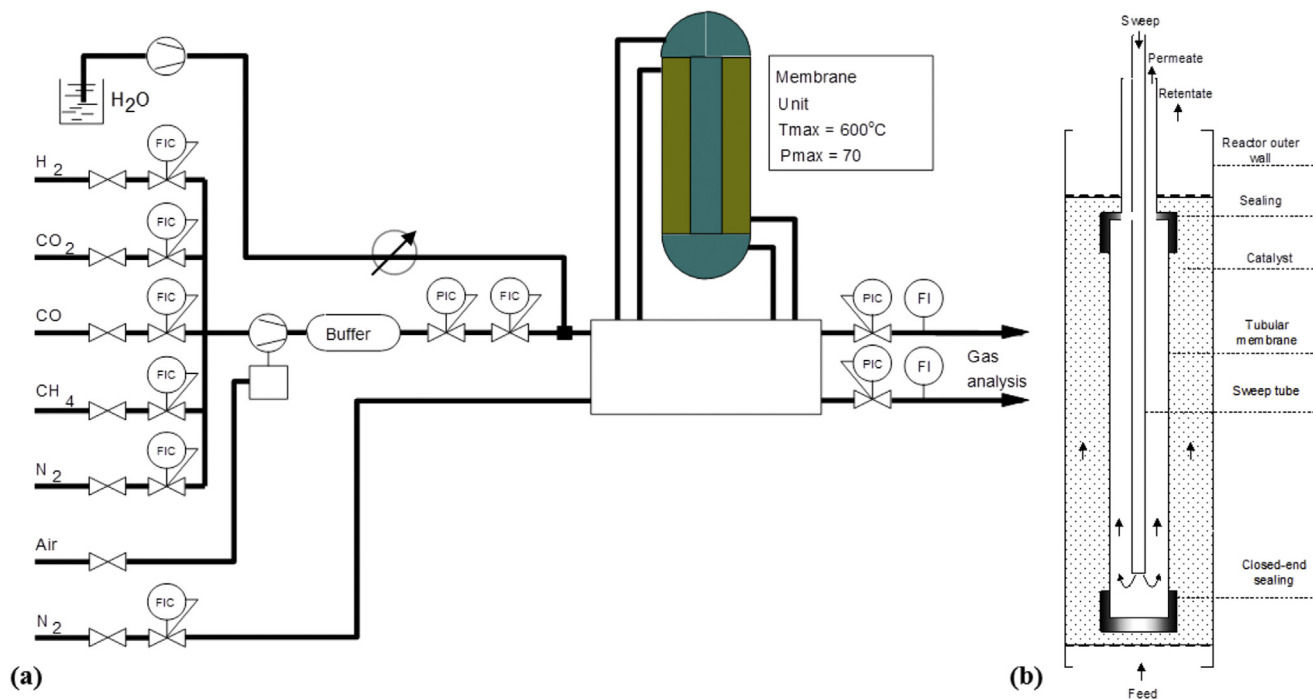 H2O
FIC
H2
FIC
CO2
FIC
CO
FIC
CH4
FIC
N2
Air
FIC
N2
Buffer
PIC
FIC
Membrane
Unit
Tmax = 600°C
Pmax = 70
PIC
FI
PIC
FI
Gas
analysis
(a)
Sweep
Permeate
Retentate
Reactor outer
wall
Sealing
Catalyst
Tubular
membrane
Sweep tube
Closed-end
sealing
Feed
(b)